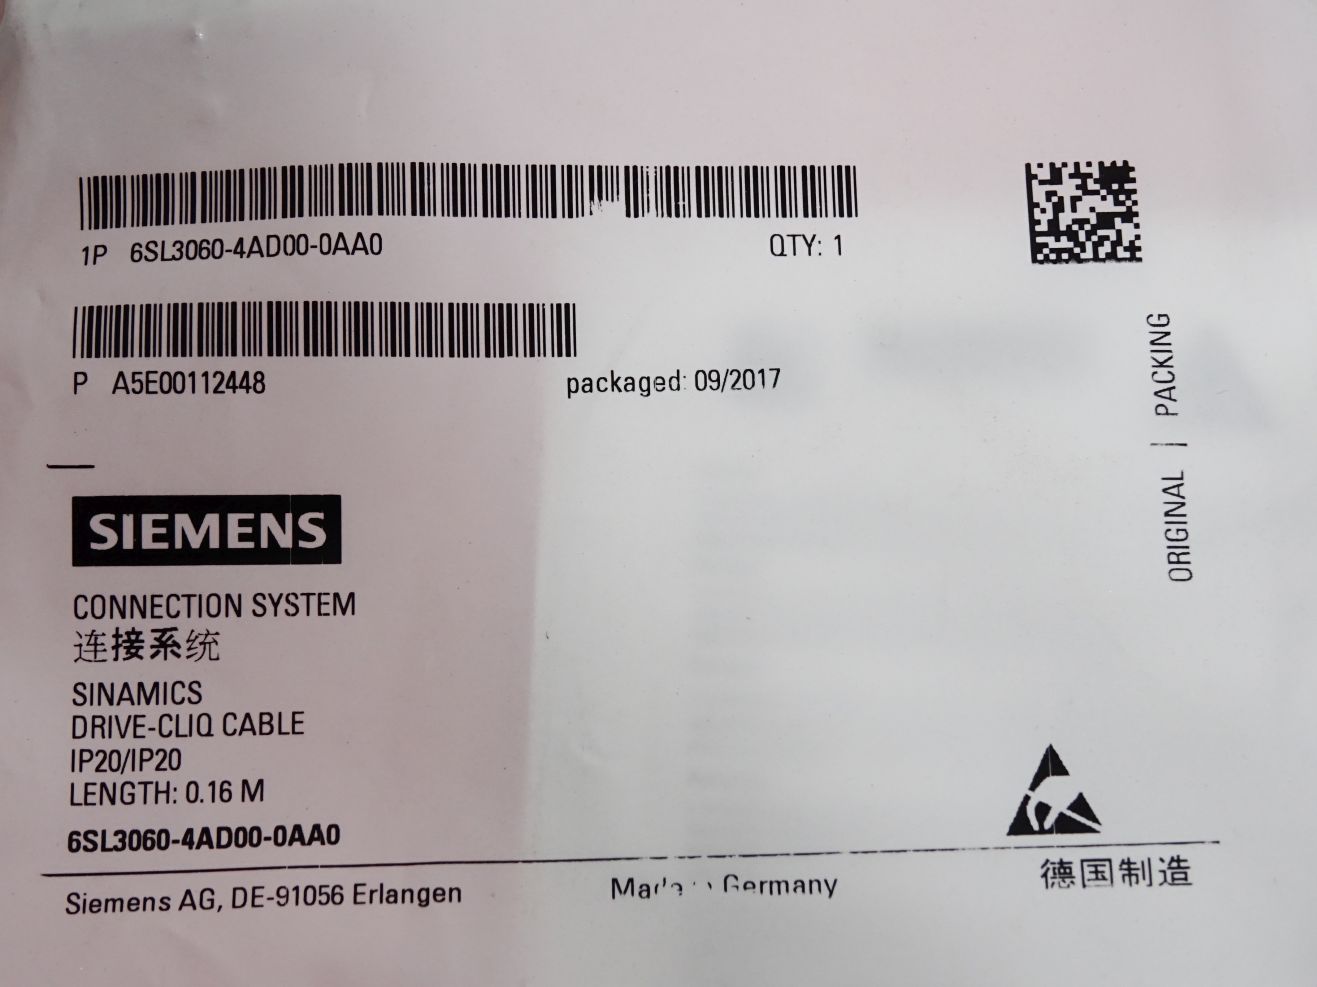 1P 6SL3060-4AD00-0AA0 QTY: 1
P A5E00112448 packaged: 09/2017
ORIGINAL | PACKING
SIEMENS
CONNECTION SYSTEM
连接系统
SINAMICS
DRIVE-CLIQ CABLE
IP20/IP20
LENGTH: 0.16 M
6SL3060-4AD00-0AA0
Siemens AG, DE-91056 Erlangen Made in Germany 德国制造